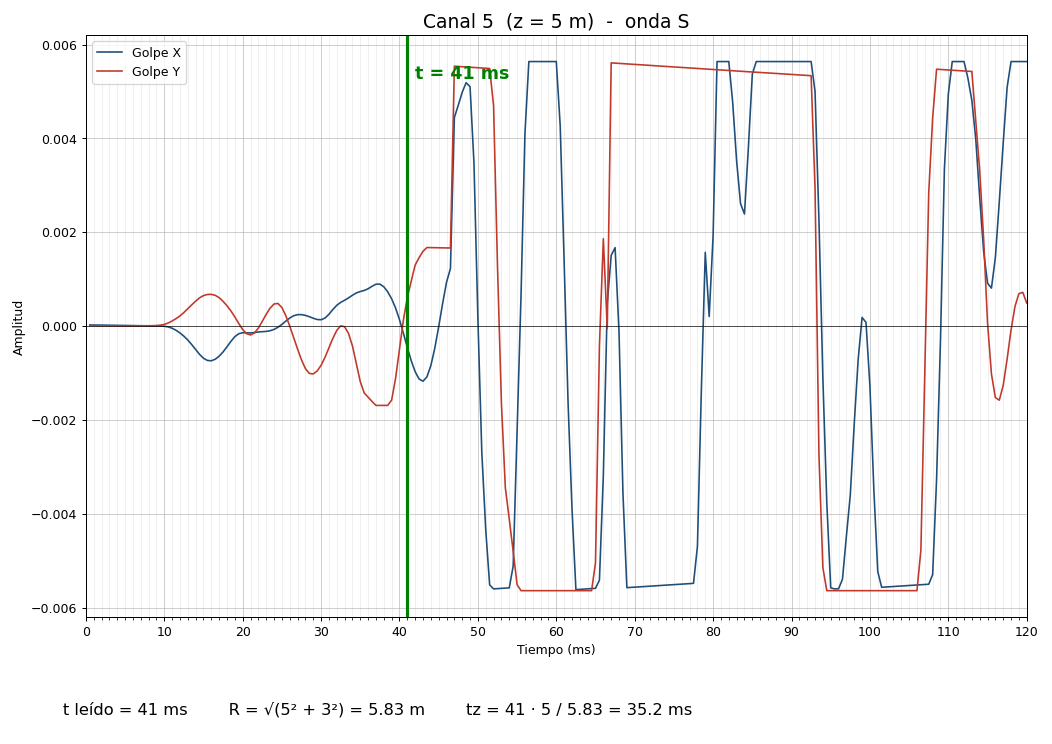 Canal 5 (z = 5 m) - onda S
Golpe X
Golpe Y
t = 41 ms
0.006
0.004
0.002
0.000
−0.002
−0.004
−0.006
Amplitud
0 10 20 30 40 50 60 70 80 90 100 110 120
Tiempo (ms)
t leído = 41 ms R = √(5² + 3²) = 5.83 m tz = 41 · 5 / 5.83 = 35.2 ms